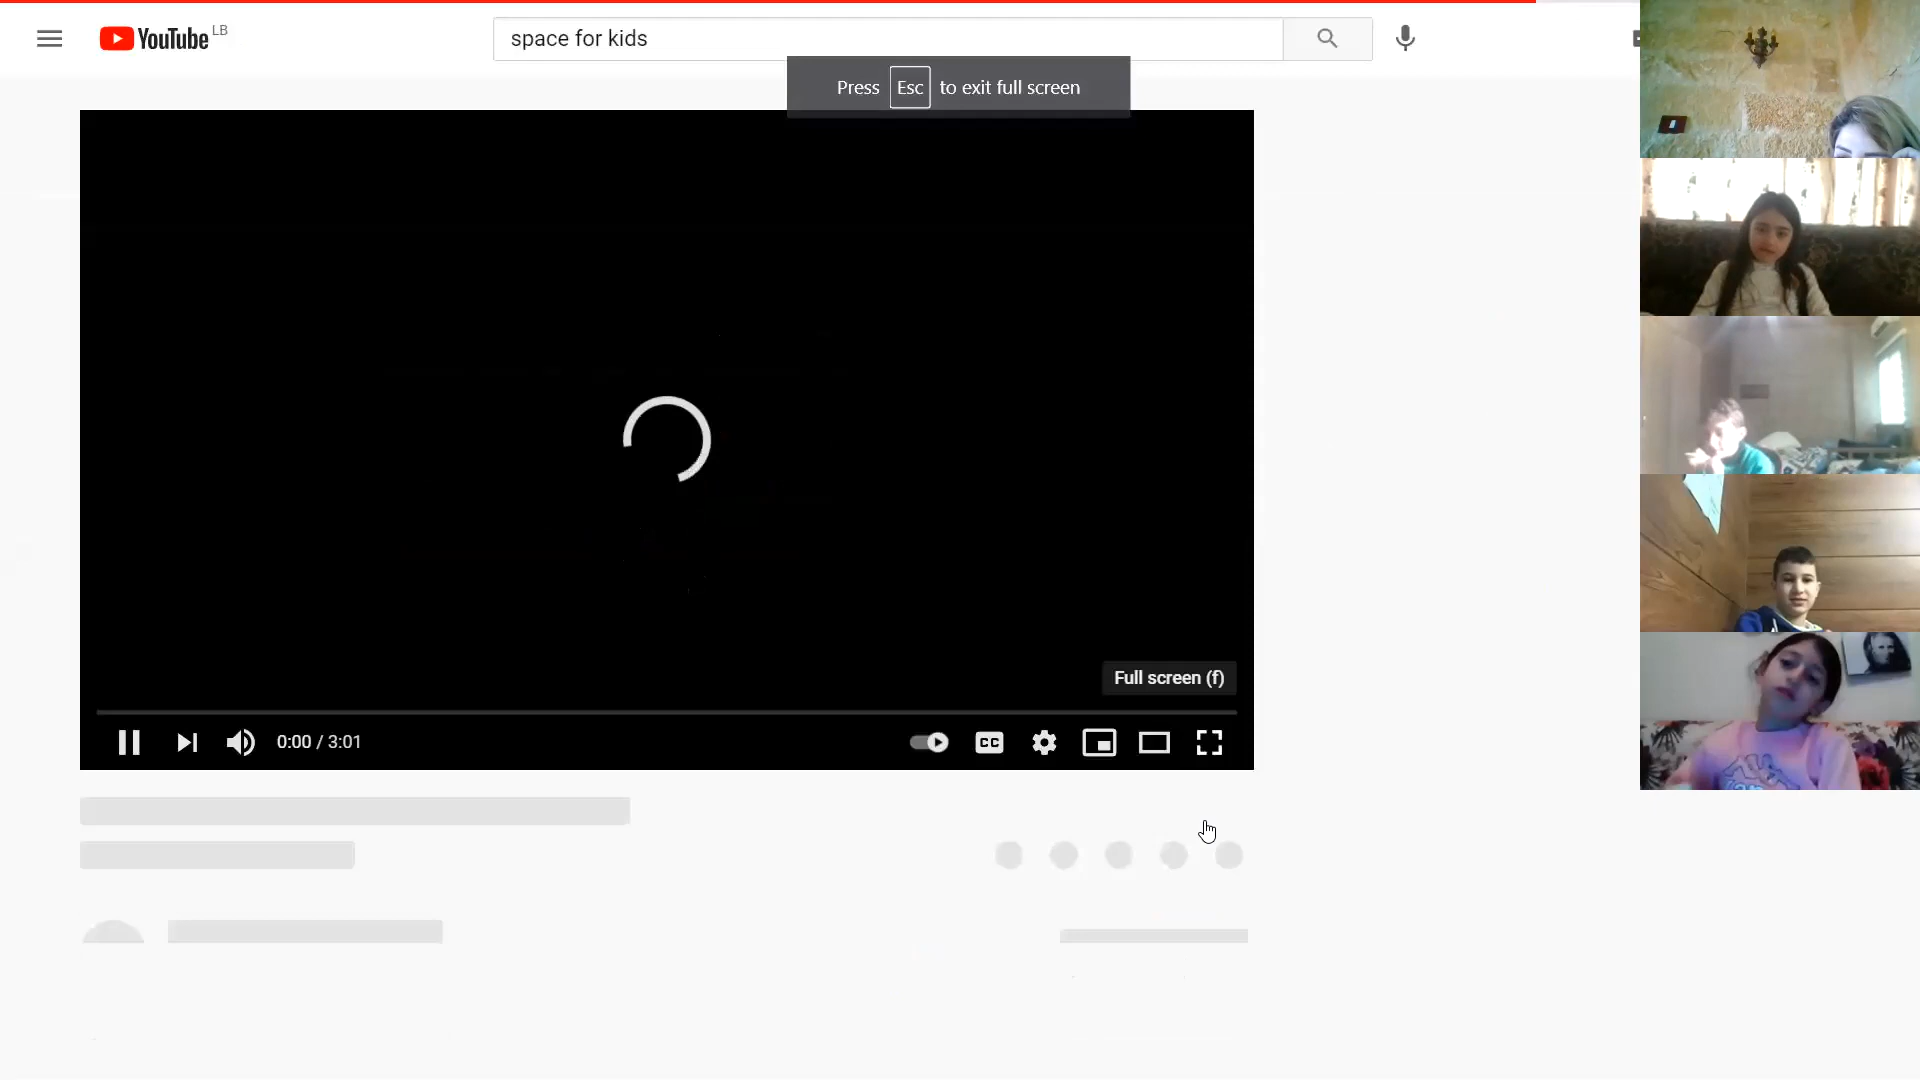 YouTube LB
space for kids
Press Esc to exit full screen
Full screen (f)
0:00 / 3:01
CC